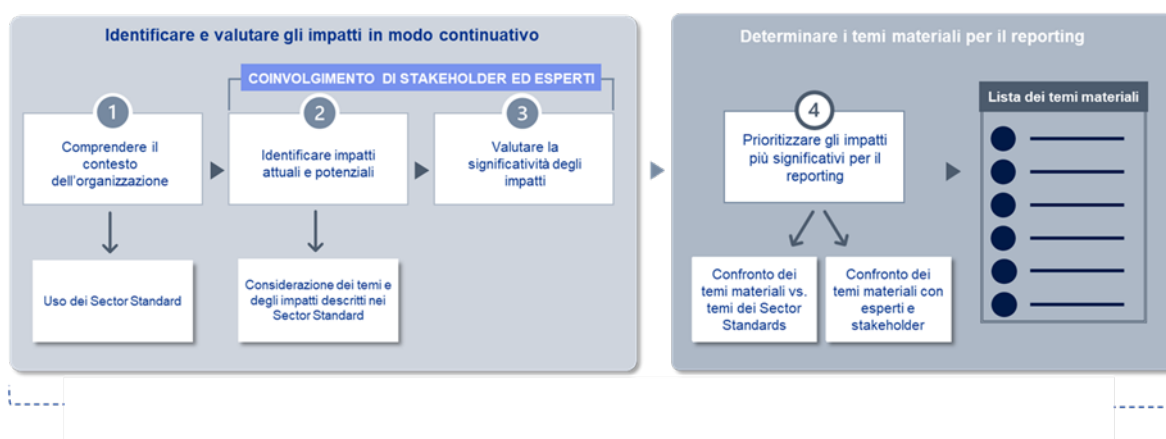 Identificare e valutare gli impatti in modo continuativo
COINVOLGIMENTO DI STAKEHOLDER ED ESPERTI
1
Comprendere il
contesto
dell'organizzazione
2
Identificare impatti
attuali e potenziali
3
Valutare la
significatività degli
impatti
Uso dei Sector Standard
Considerazione dei temi e
degli impatti descritti nei
Sector Standard
Determinare i temi materiali per il reporting
4
Prioritizzare gli impatti
più significativi per il
reporting
Confronto dei
temi materiali vs.
temi dei Sector
Standards
Confronto dei
temi materiali con
esperti e
stakeholder
Lista dei temi materiali